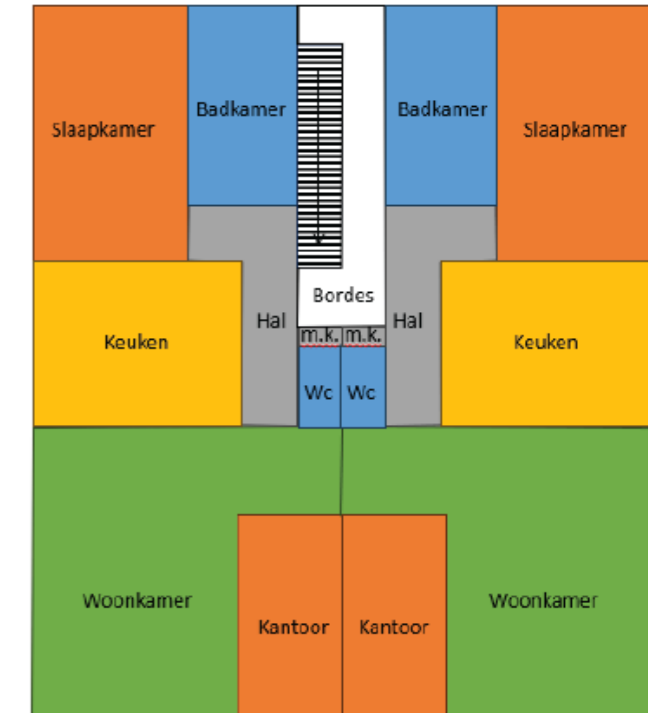 Slaapkamer
Badkamer
Badkamer
Slaapkamer
Bordes
Keuken
Hal
m.k.
m.k.
Hal
Keuken
Wc
Wc
Woonkamer
Kantoor
Kantoor
Woonkamer